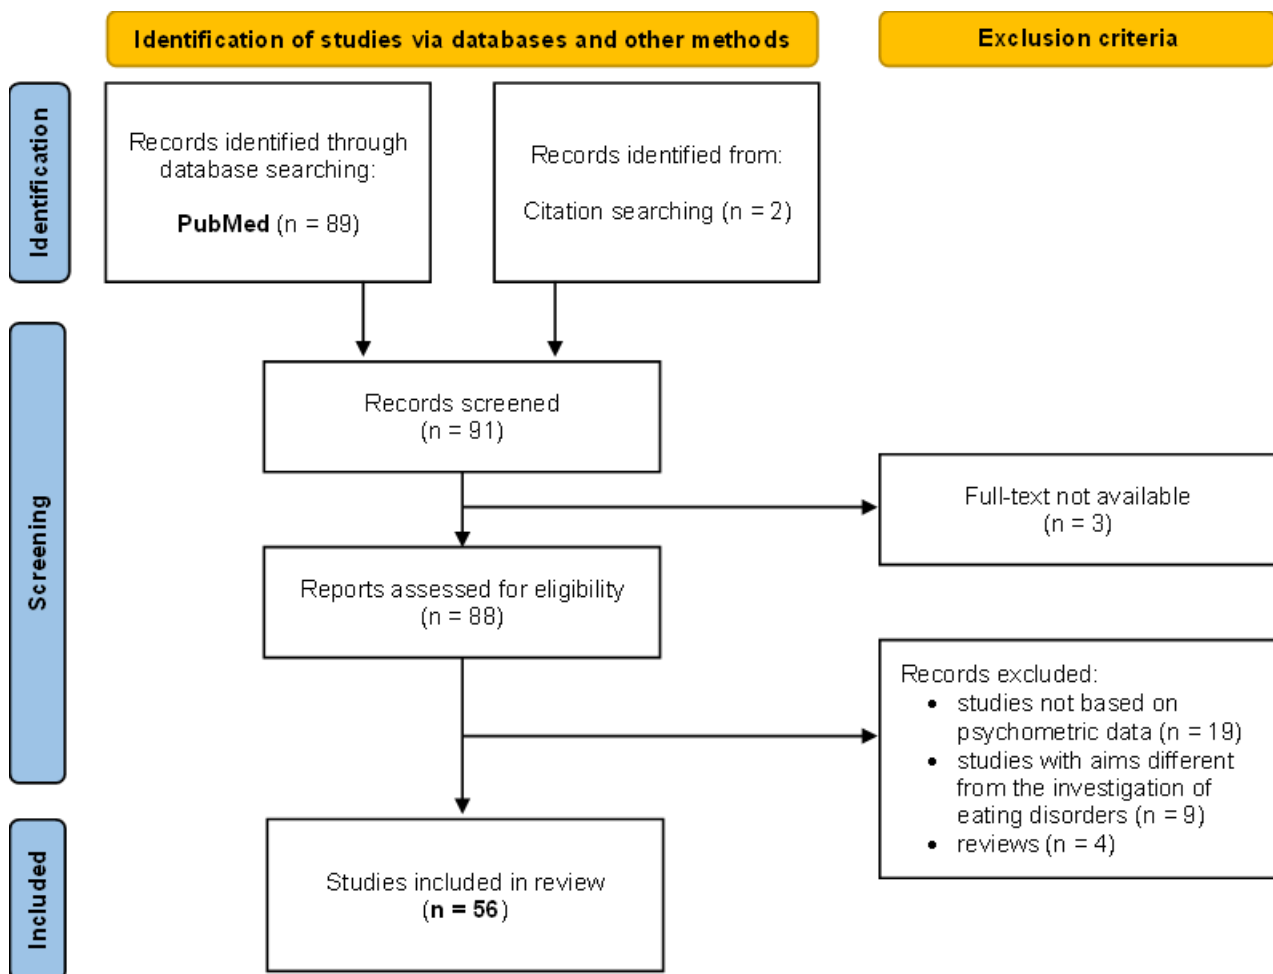 Identification of studies via databases and other methods
Exclusion criteria
Identification
Records identified through
database searching:
PubMed (n = 89)
Records identified from:
Citation searching (n = 2)
Screening
Records screened
(n = 91)
Full-text not available
(n = 3)
Reports assessed for eligibility
(n = 88)
Records excluded:
• studies not based on
psychometric data (n = 19)
• studies with aims different
from the investigation of
eating disorders (n = 9)
• reviews (n = 4)
Included
Studies included in review
(n = 56)